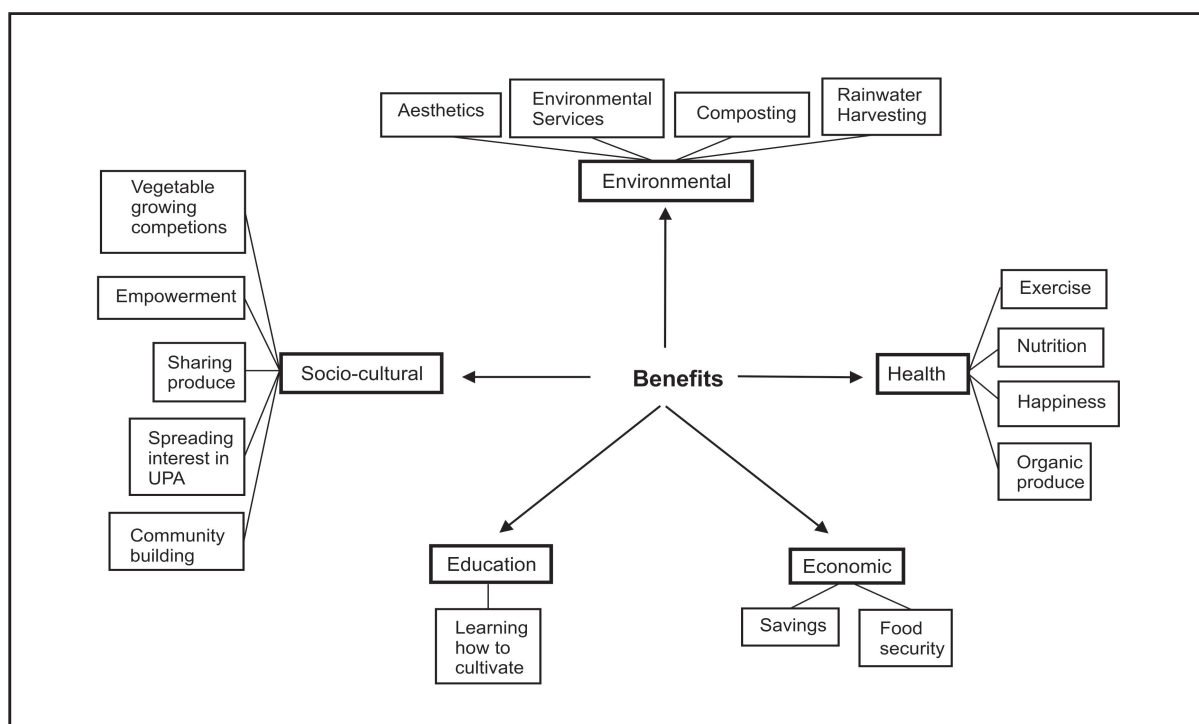 Aesthetics
Environmental
Services
Composting
Rainwater
Harvesting
Environmental
Vegetable
growing
competions
Empowerment
Sharing
produce
Spreading
interest in
UPA
Community
building
Socio-cultural
Benefits
Health
Exercise
Nutrition
Happiness
Organic
produce
Education
Learning
how to
cultivate
Economic
Savings
Food
security